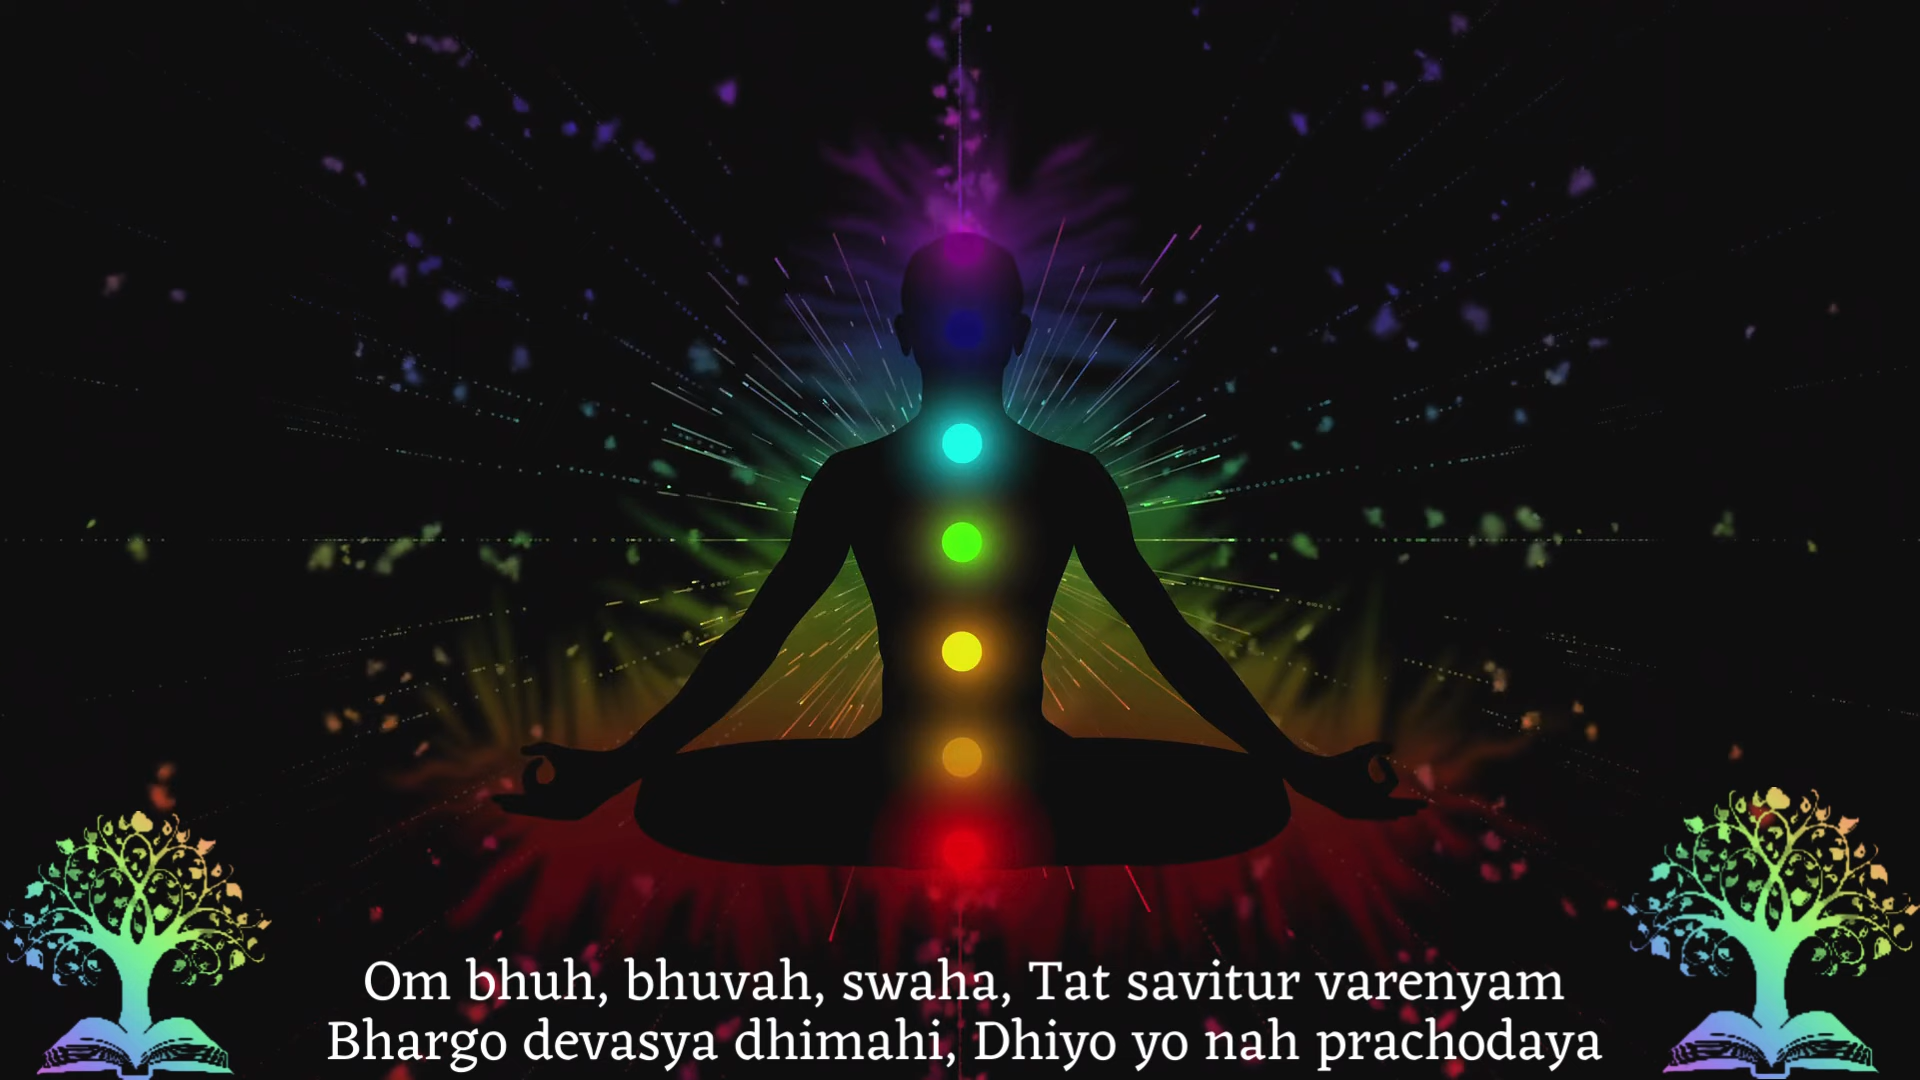 Om bhuh, bhuvah, swaha, Tat savitur varenyam
Bhargo devasya dhimahi, Dhiyo yo nah prachodaya